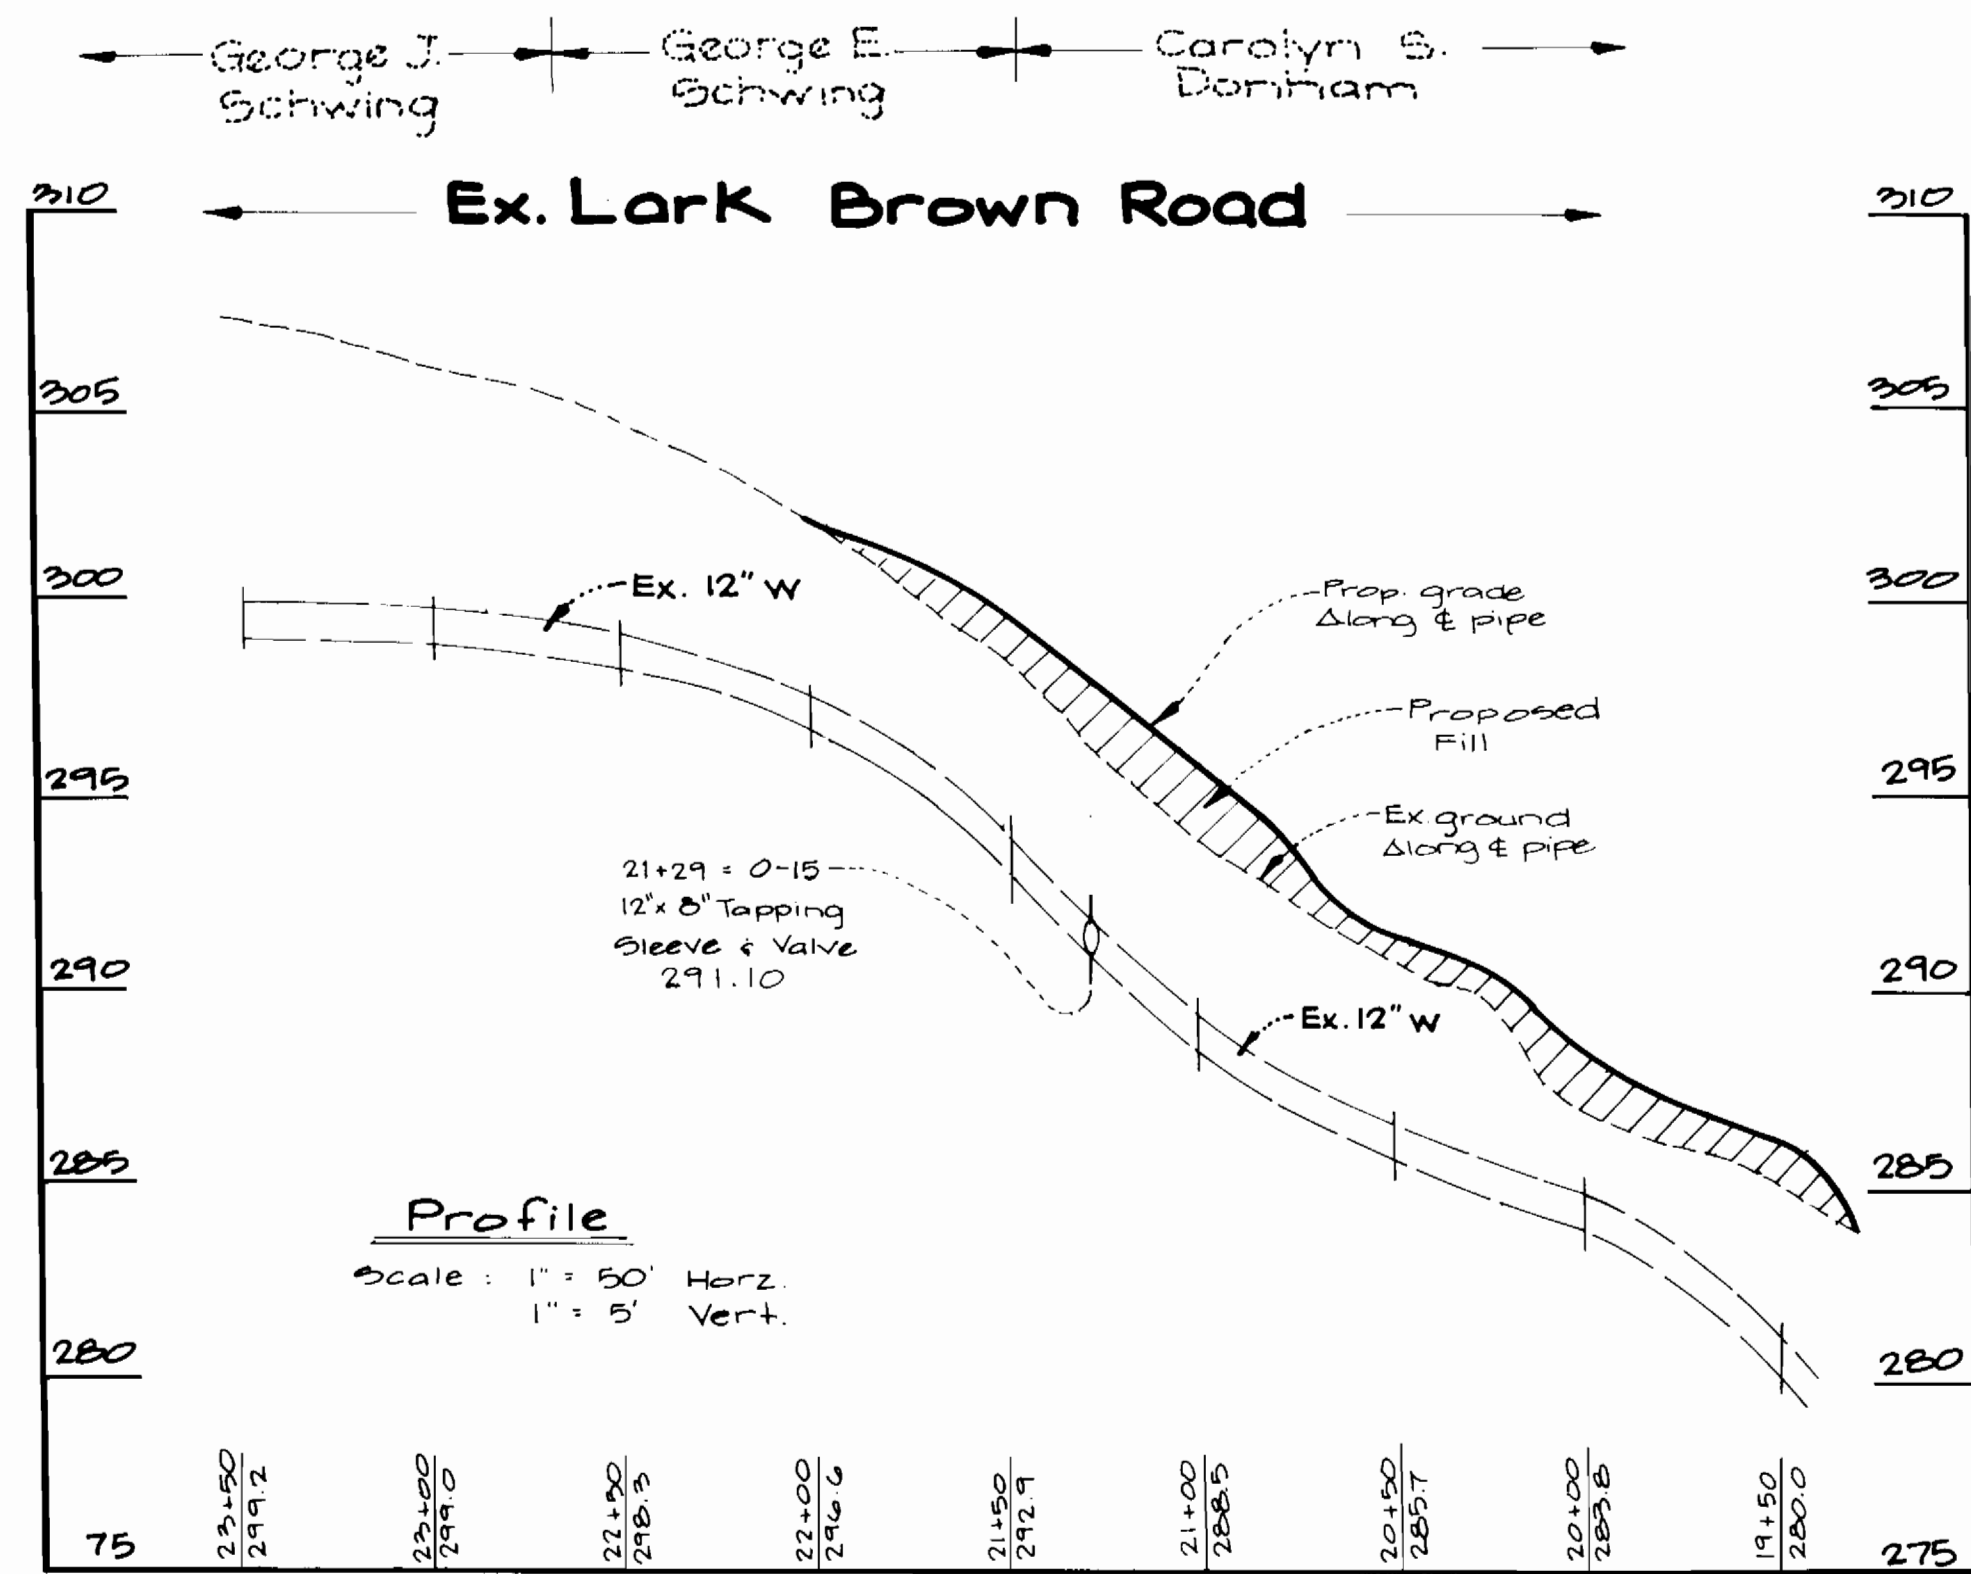 George J.
Schwing
George E.
Schwing
Carolyn S.
Donham
Ex. Lark Brown Road
310
310
305
305
300
300
295
295
290
290
285
285
280
280
75
275
Ex. 12" W
Prop. grade
Along ℄ pipe
Proposed
Fill
Ex. ground
Along ℄ pipe
21+29 = 0-15
12" x 8" Tapping
Sleeve & Valve
291.10
Ex. 12" W
Profile
Scale : 1" = 50' Horz.
1" = 5' Vert.
23+50
299.2
23+00
299.0
22+50
298.3
22+00
296.6
21+50
292.9
21+00
288.5
20+50
285.7
20+00
283.8
19+50
280.0